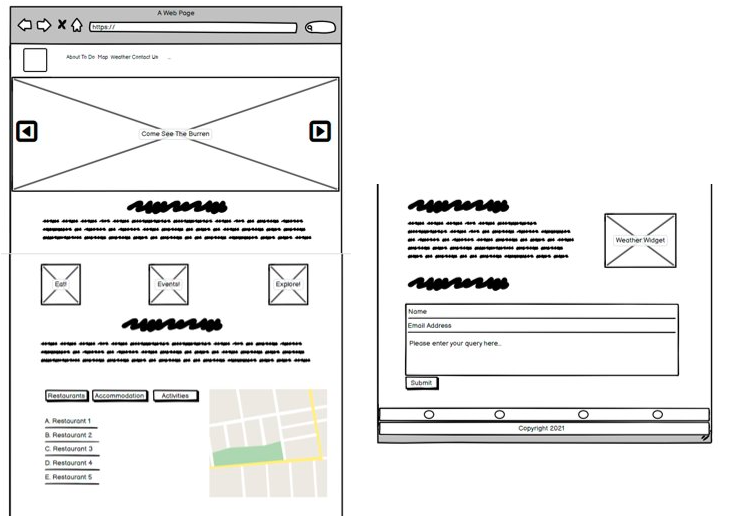 A Web Page
https://
About To Do Map Weather Contact Us
Come See The Burren
Eat!
Events!
Explore!
Restaurants
Accommodation
Activities
A. Restaurant 1
B. Restaurant 2
C. Restaurant 3
D. Restaurant 4
E. Restaurant 5
Weather Widget
Name
Email Address
Please enter your query here..
Submit
Copyright 2021